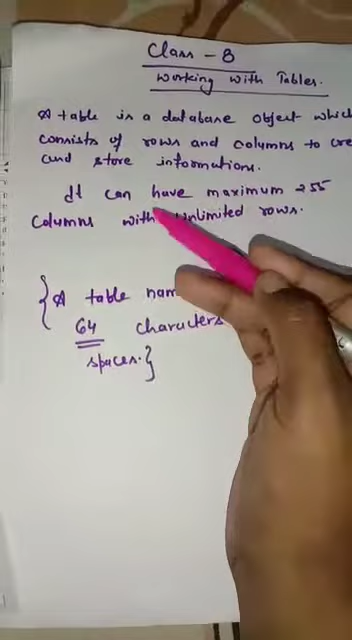 Class - 8
Working with Tables.
A table is a database object which
consists of rows and columns to
and store informations.
It can have maximum 255
columns with unlimited rows.
{A table
64 characters
spaces.}